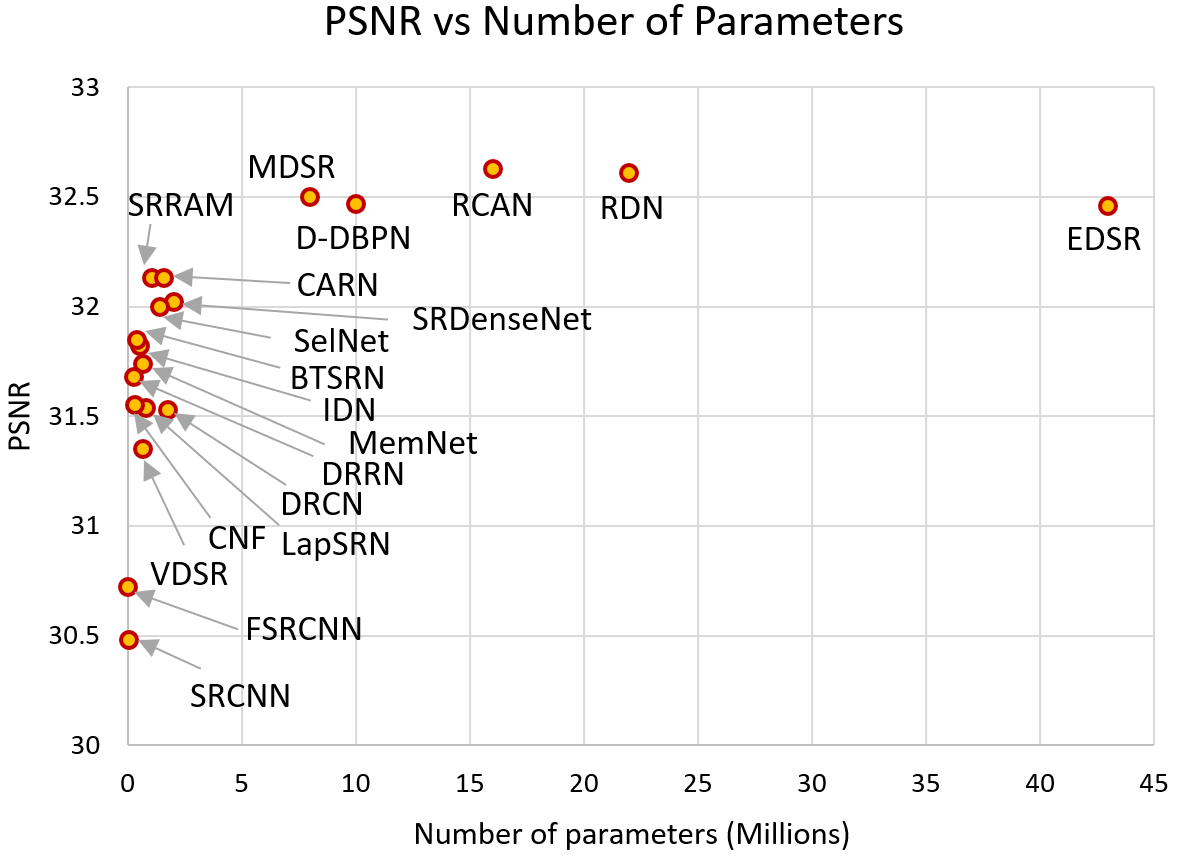 PSNR vs Number of Parameters
33
MDSR
32.5
SRRAM
RCAN
RDN
D-DBPN
EDSR
CARN
32
SRDenseNet
SelNet
BTSRN
PSNR
IDN
31.5
MemNet
DRRN
DRCN
31
CNF
LapSRN
VDSR
FSRCNN
30.5
SRCNN
30
0 5 10 15 20 25 30 35 40 45
Number of parameters (Millions)